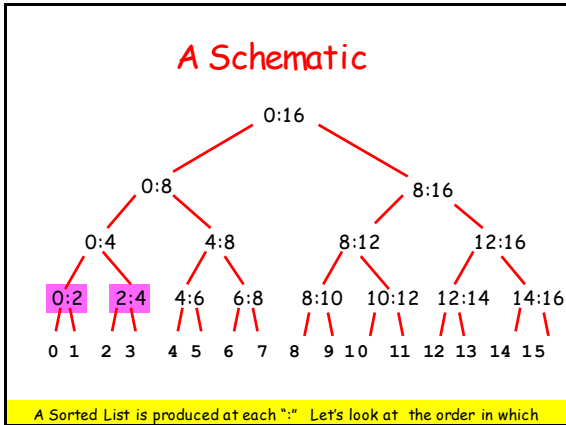 A Schematic
0:16
0:8 8:16
0:4 4:8 8:12 12:16
0:2 2:4 4:6 6:8 8:10 10:12 12:14 14:16
0 1 2 3 4 5 6 7 8 9 10 11 12 13 14 15
A Sorted List is produced at each “:” Let’s look at the order in which